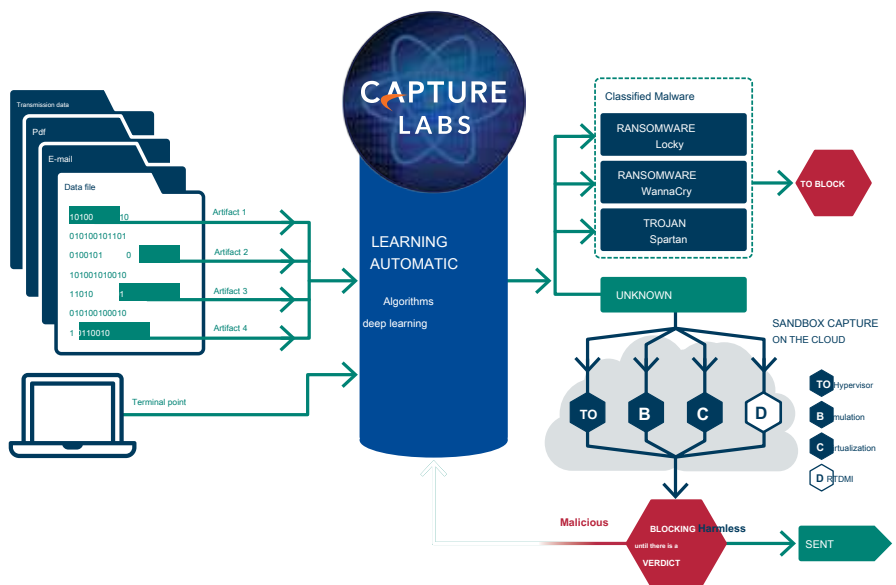 CAPTURE
LABS
Transmission data
Pdf
E-mail
Data file
10100 10
010100101101
0100101 0
101001010010
11010 1
010100100010
1 0110010
Artifact 1
Artifact 2
Artifact 3
Artifact 4
Terminal point
LEARNING
AUTOMATIC
Algorithms
deep learning
Classified Malware
RANSOMWARE
Locky
RANSOMWARE
WannaCry
TROJAN
Spartan
TO BLOCK
UNKNOWN
SANDBOX CAPTURE
ON THE CLOUD
TO
B
C
D
TO Hypervisor
B mulation
C rtualization
D RTDMI
Malicious
BLOCKING
until there is a
VERDICT
Harmless
SENT